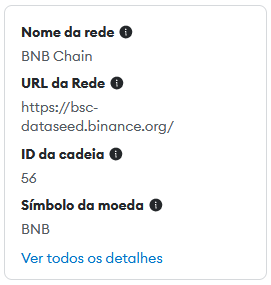 Nome da rede
BNB Chain
URL da Rede
https://bsc-
dataseed.binance.org/
ID da cadeia
56
Símbolo da moeda
BNB
Ver todos os detalhes